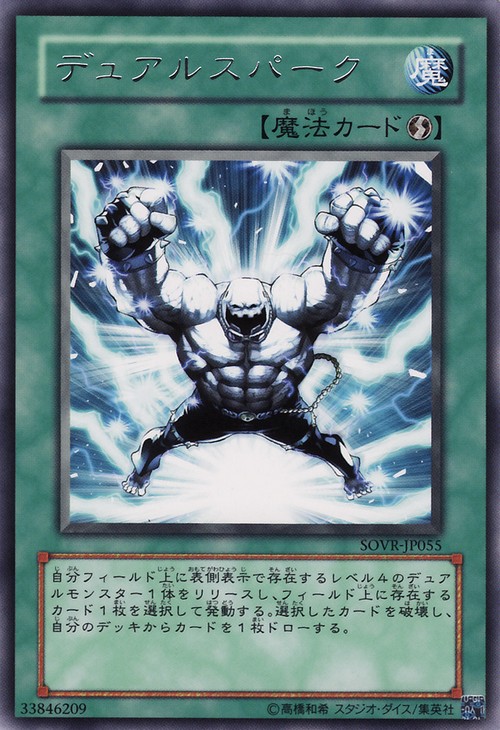 デュアルスパーク
魔
【魔法カード】
SOVR-JP055
自分フィールド上に表側表示で存在するレベル4のデュア
ルモンスター1体をリリースし、フィールド上に存在する
カード1枚を選択して発動する。選択したカードを破壊し、
自分のデッキからカードを1枚ドローする。
33846209
©高橋和希 スタジオ・ダイス/集英社